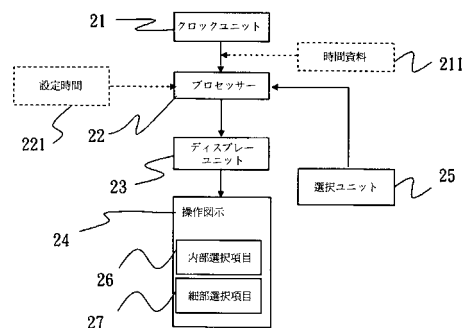 21
クロックユニット
時間資料
211
設定時間
プロセッサー
221
22
ディスプレー
ユニット
23
選択ユニット
25
操作図示
24
内部選択項目
26
細部選択項目
27